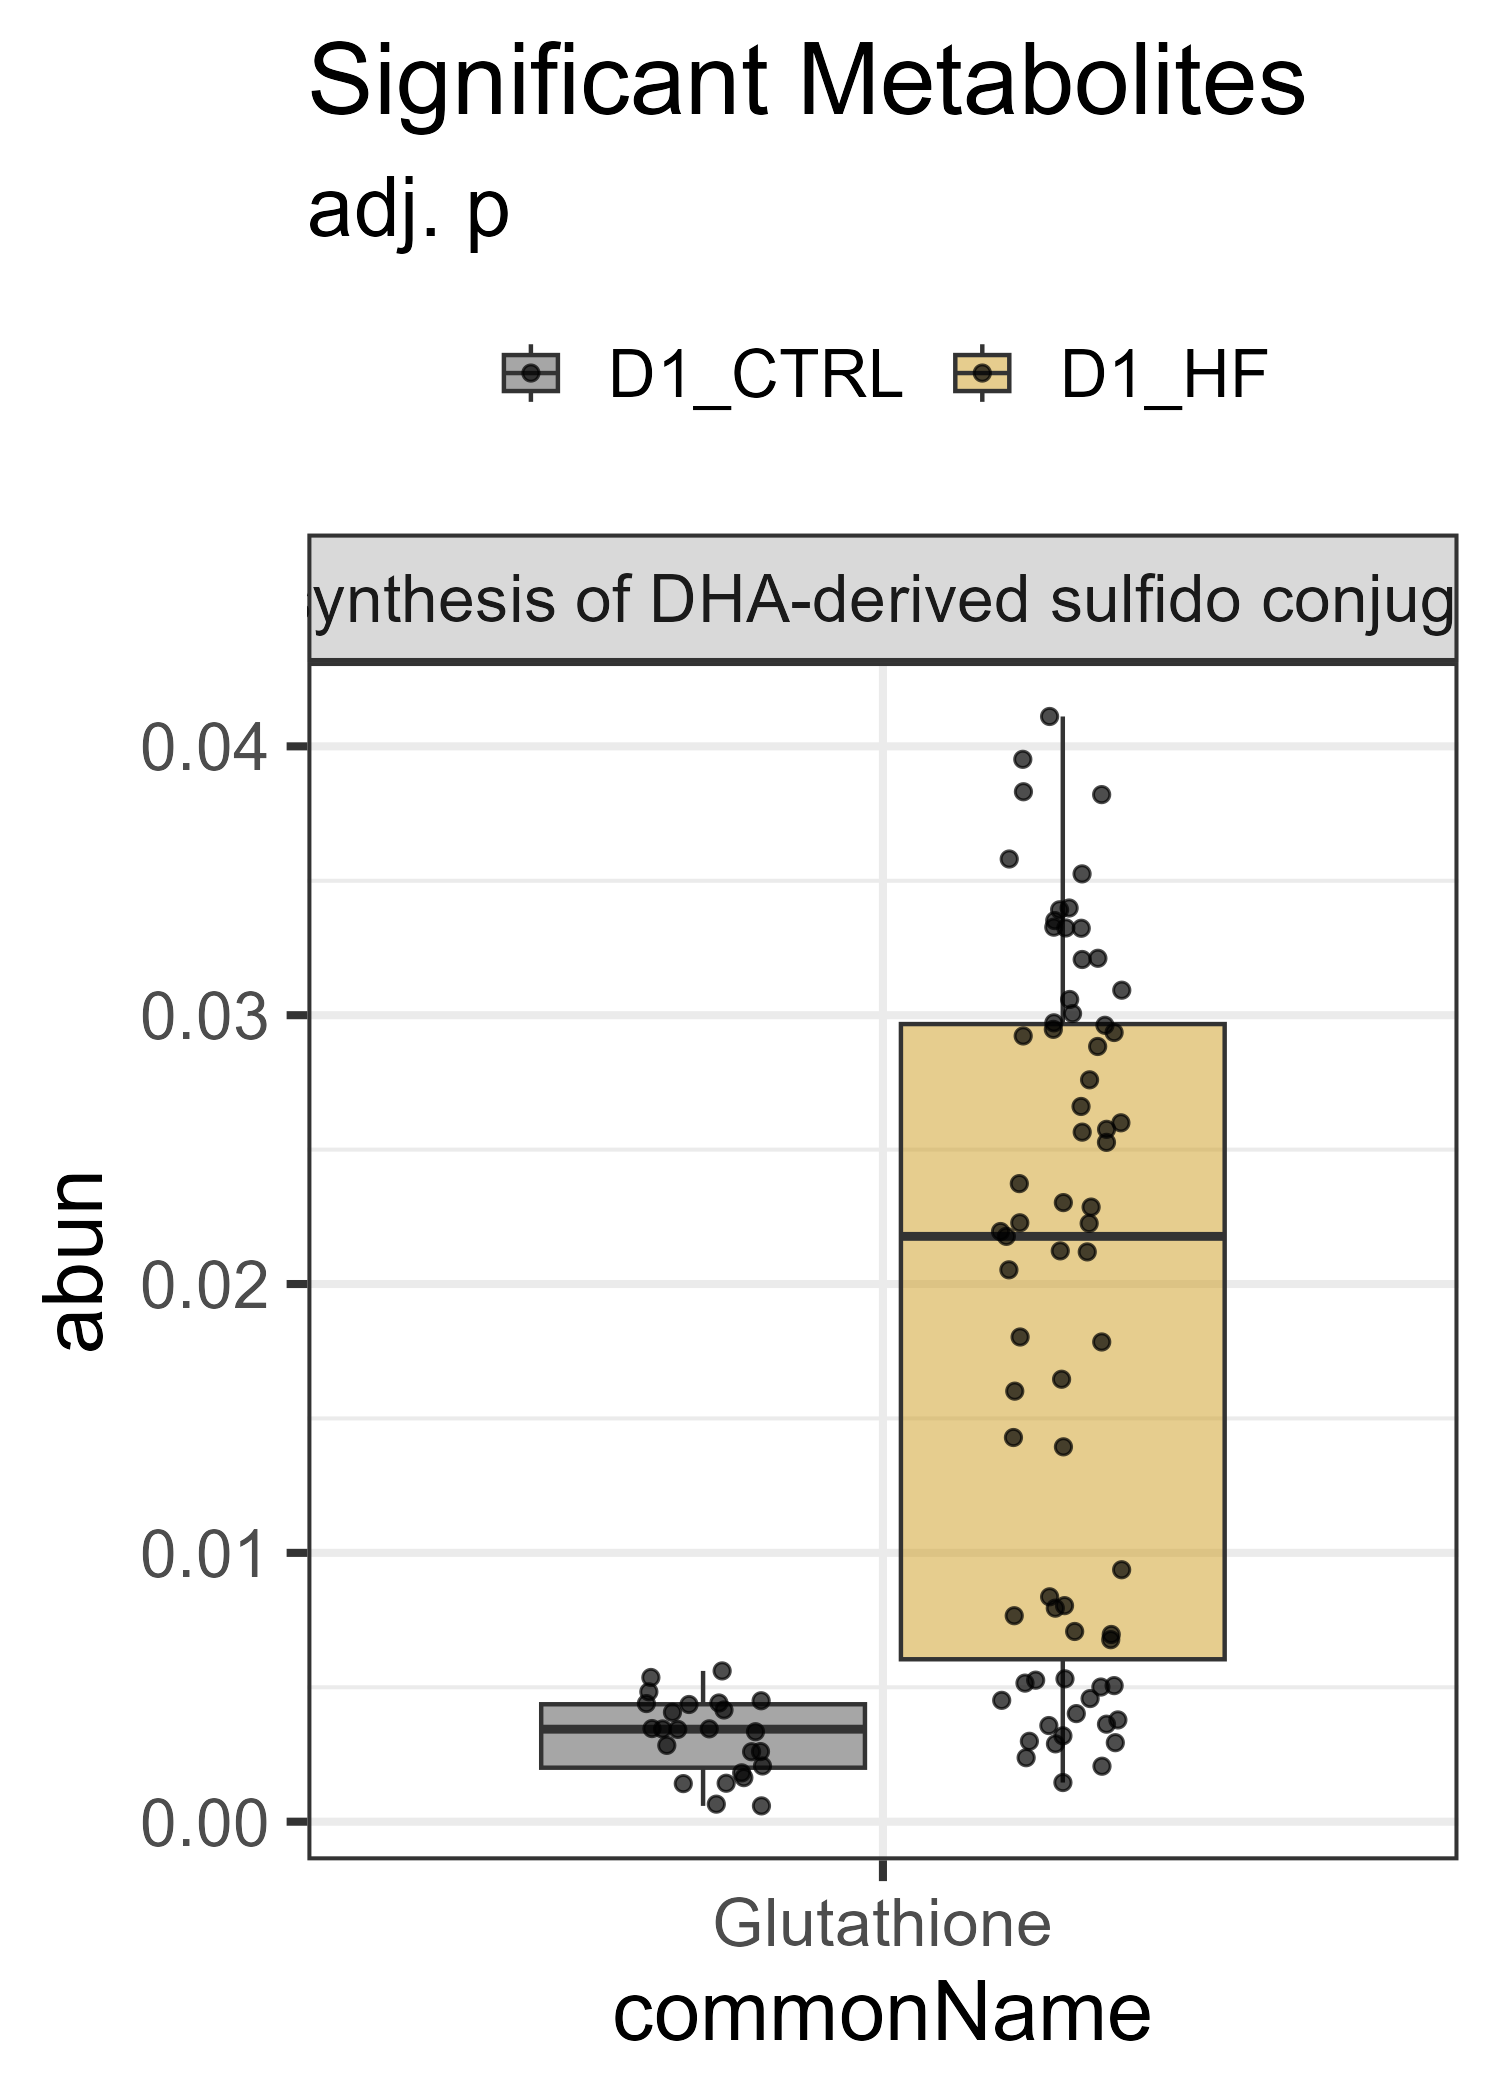 Significant Metabolites
adj. p
D1_CTRL D1_HF
ynthesis of DHA-derived sulfido conjug
0.04
0.03
0.02
0.01
0.00
abun
Glutathione
commonName